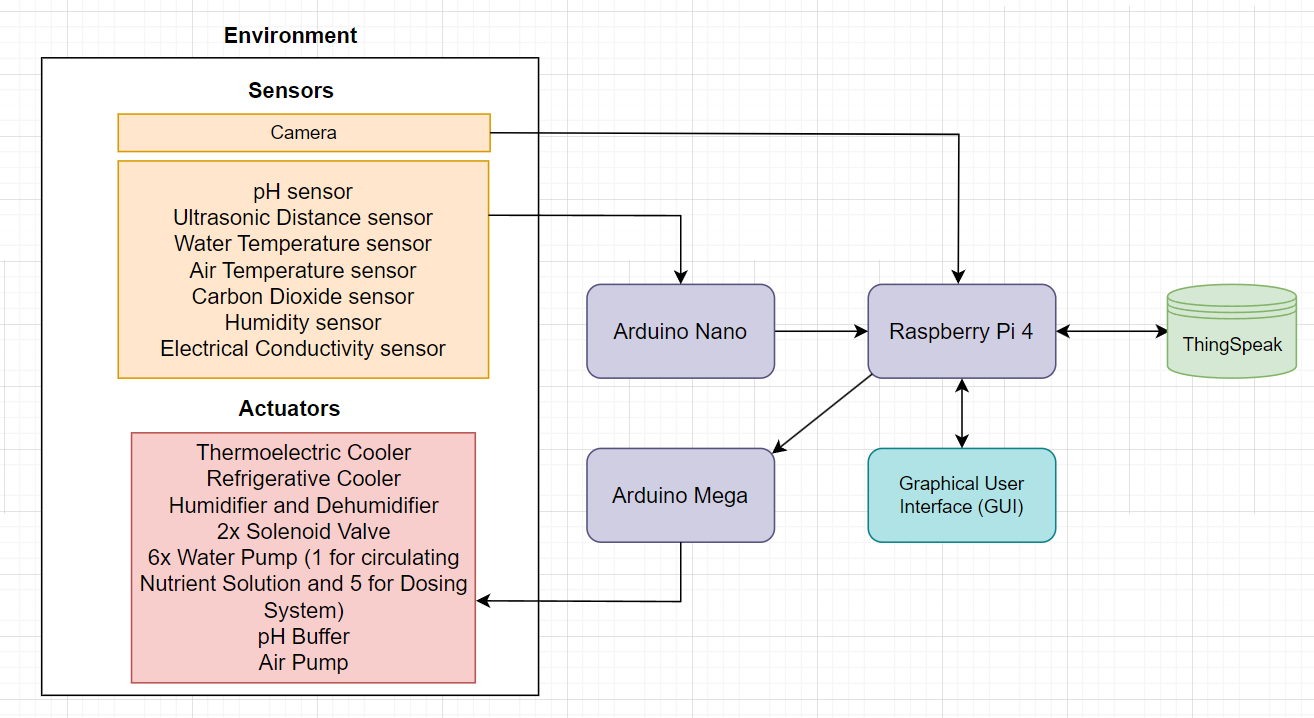 Environment
Sensors
Camera
pH sensor
Ultrasonic Distance sensor
Water Temperature sensor
Air Temperature sensor
Carbon Dioxide sensor
Humidity sensor
Electrical Conductivity sensor
Actuators
Thermoelectric Cooler
Refrigerative Cooler
Humidifier and Dehumidifier
2x Solenoid Valve
6x Water Pump (1 for circulating
Nutrient Solution and 5 for Dosing
System)
pH Buffer
Air Pump
Arduino Nano
Raspberry Pi 4
ThingSpeak
Arduino Mega
Graphical User
Interface (GUI)